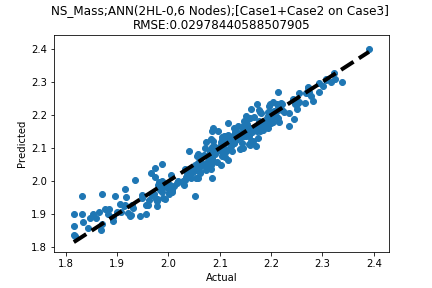 NS_Mass;ANN(2HL-0,6 Nodes);[Case1+Case2 on Case3]
RMSE:0.02978440588507905
2.4
2.3
2.2
2.1
2.0
1.9
1.8
Predicted
1.8 1.9 2.0 2.1 2.2 2.3 2.4
Actual